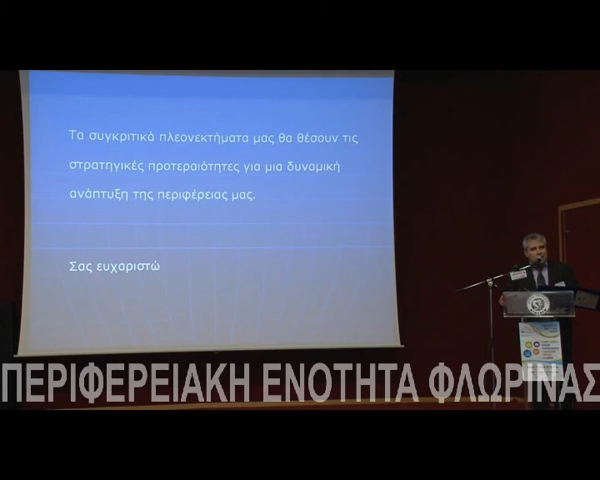 Τα συγκριτικά πλεονεκτήματα μας θα θέσουν τις
στρατηγικές προτεραιότητες για μια δυναμική
ανάπτυξη της περιφέρειας μας.
Σας ευχαριστώ
ΠΕΡΙΦΕΡΕΙΑΚΗ ΕΝΟΤΗΤΑ ΦΛΩΡΙΝΑΣ